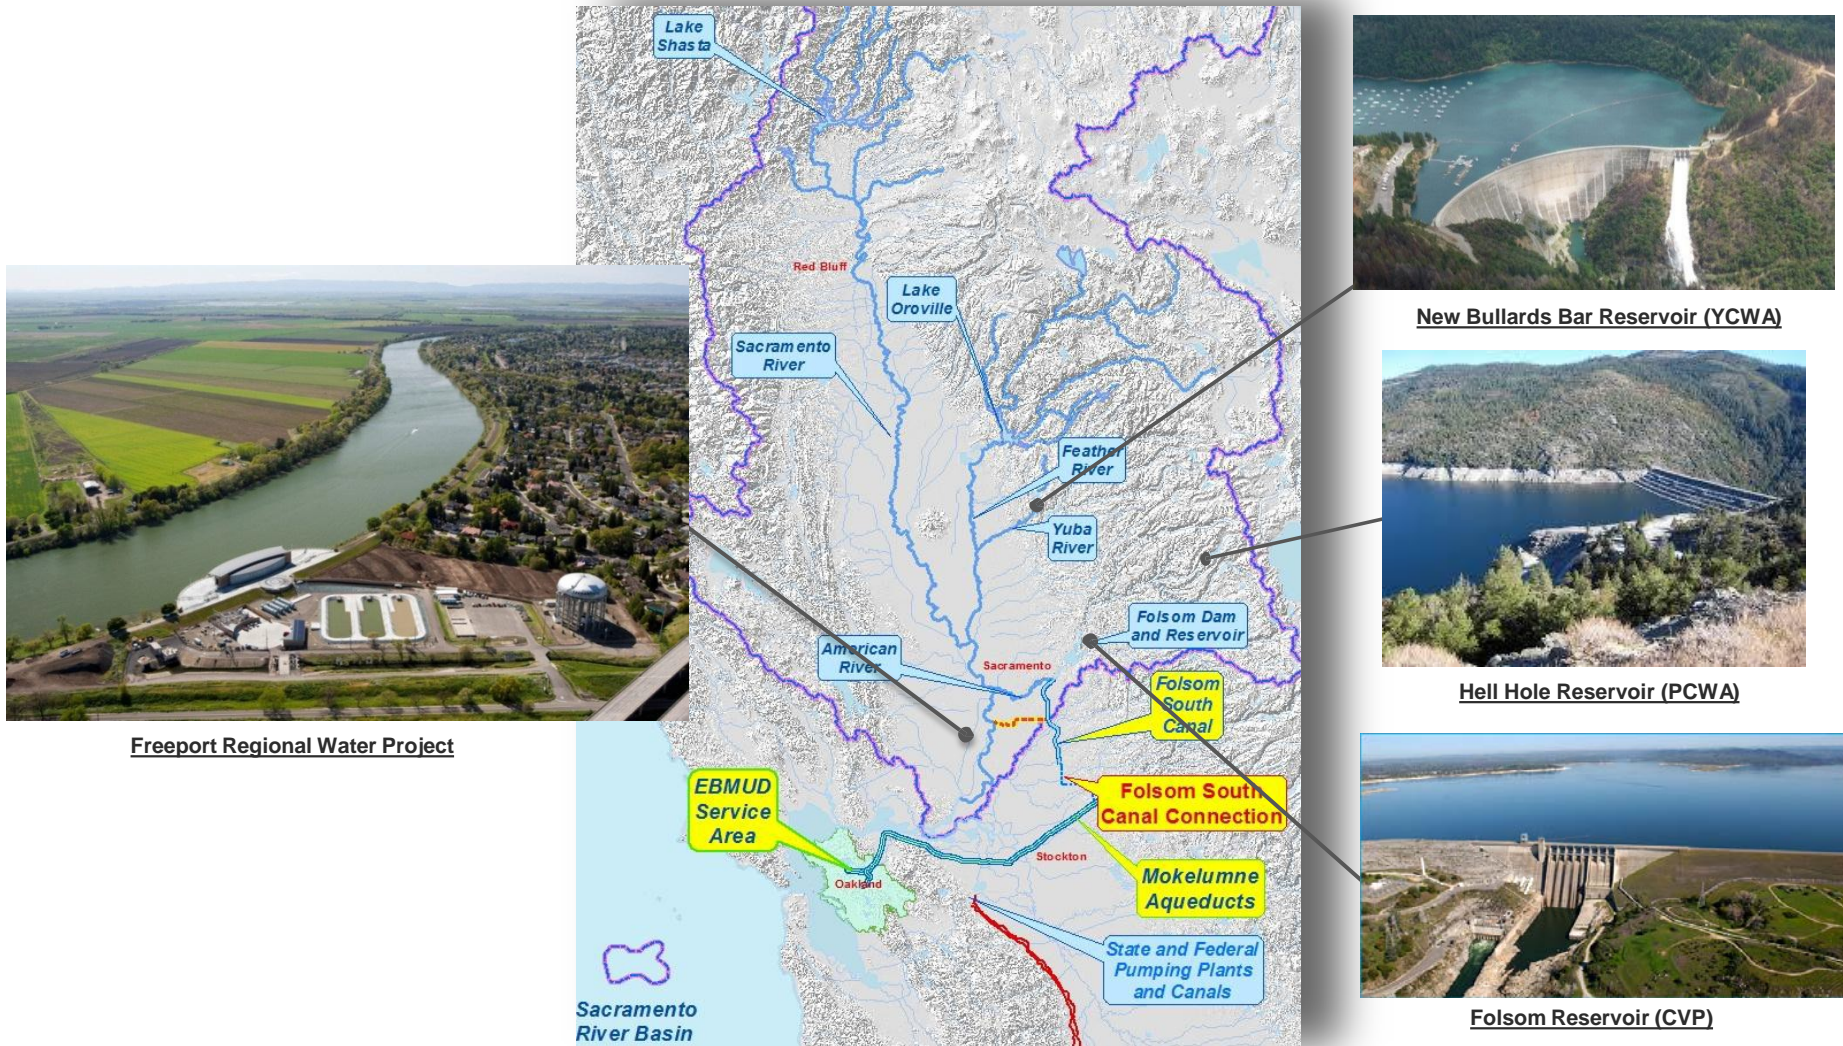 Lake
Shasta
Red Bluff
Lake
Oroville
Sacramento
River
Feather
River
Yuba
River
Folsom Dam
and Reservoir
American
River
Sacramento
Folsom
South
Canal
EBMUD
Service
Area
Folsom South
Canal Connection
Stockton
Oakland
Mokelumne
Aqueducts
State and Federal
Pumping Plants
and Canals
Sacramento
River Basin
Freeport Regional Water Project
New Bullards Bar Reservoir (YCWA)
Hell Hole Reservoir (PCWA)
Folsom Reservoir (CVP)